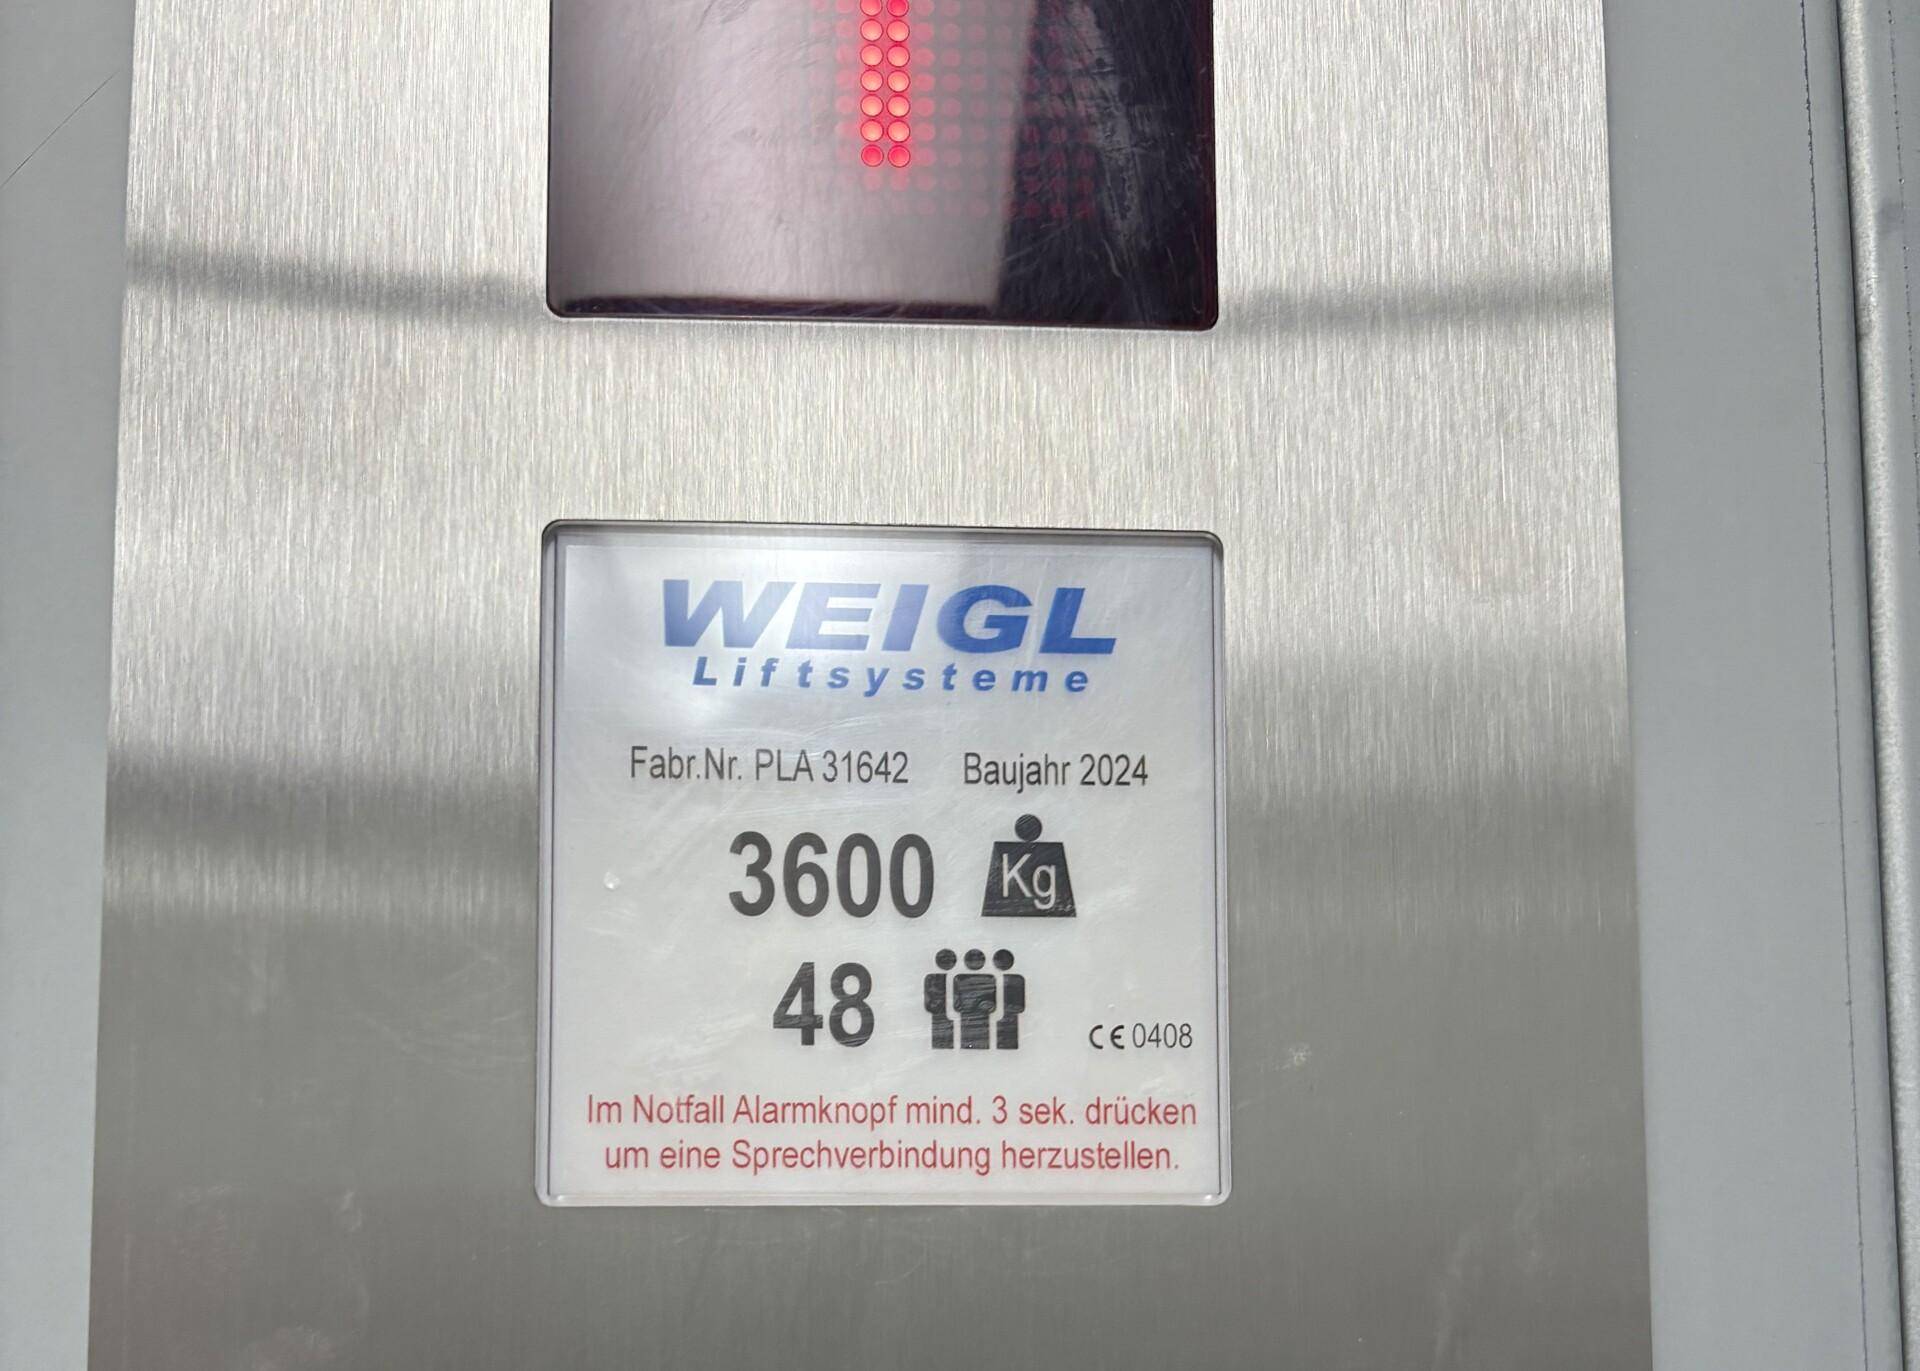 WEIGL
Liftsysteme
Fabr.Nr. PLA 31642 Baujahr 2024
3600 Kg
48
CE 0408
Im Notfall Alarmknopf mind. 3 sek. drücken
um eine Sprechverbindung herzustellen.